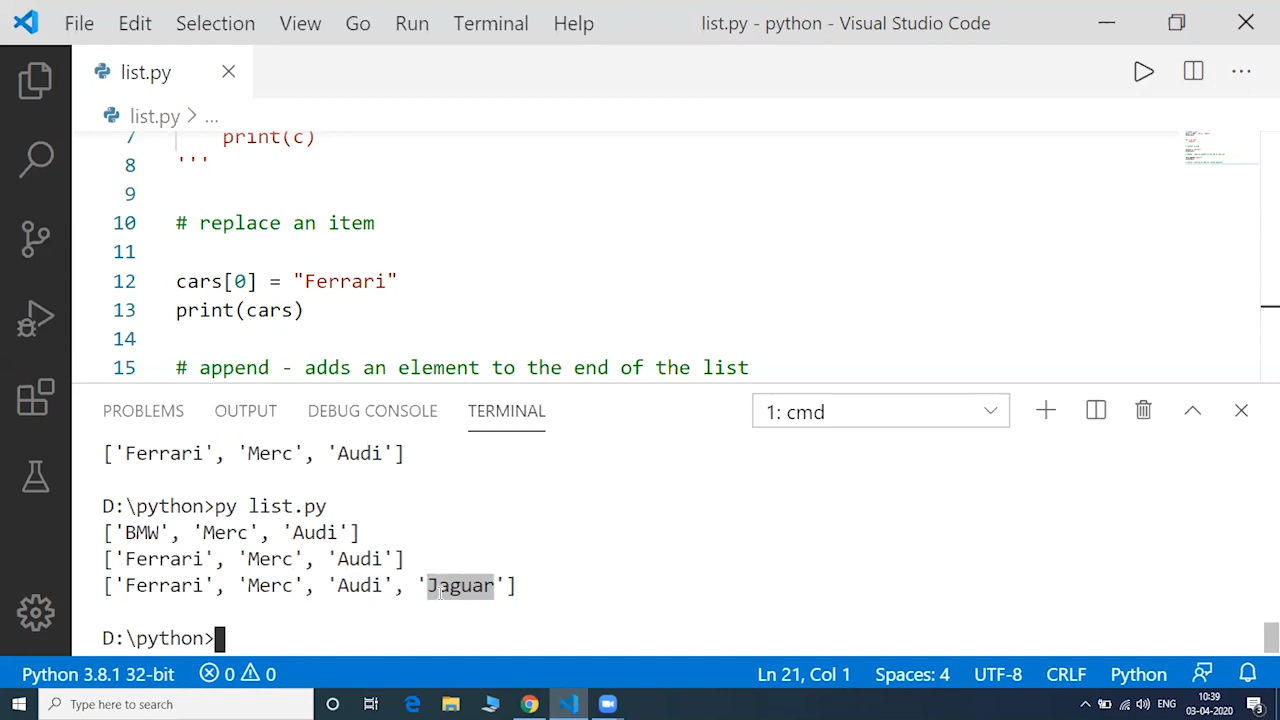 File Edit Selection View Go Run Terminal Help list.py - python - Visual Studio Code
list.py
list.py > ...
7 print(c)
8 '''
9
10 # replace an item
11
12 cars[0] = "Ferrari"
13 print(cars)
14
15 # append - adds an element to the end of the list
PROBLEMS OUTPUT DEBUG CONSOLE TERMINAL 1: cmd
['Ferrari', 'Merc', 'Audi']
D:\python>py list.py
['BMW', 'Merc', 'Audi']
['Ferrari', 'Merc', 'Audi']
['Ferrari', 'Merc', 'Audi', 'Jaguar']
D:\python>
Python 3.8.1 32-bit 0 0 Ln 21, Col 1 Spaces: 4 UTF-8 CRLF Python
Type here to search ENG 10:39
03-04-2020 3